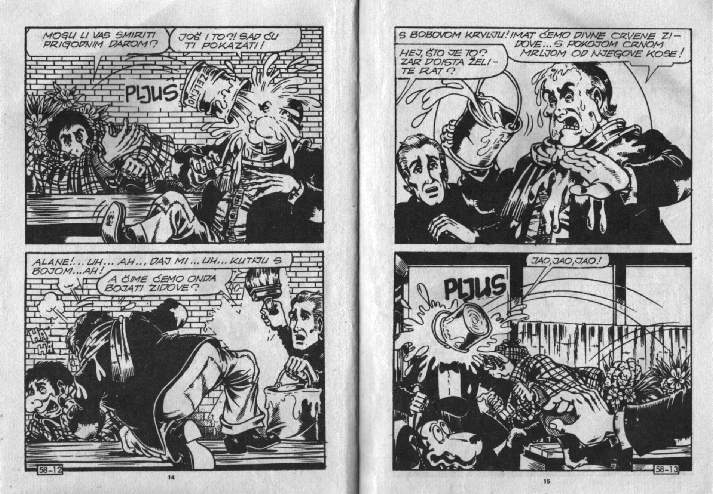 MOGU LI VAS SMIRITI
PRIGODNIM DAROM?
JOŠ I TO?! SAD ĆU
TI POKAZATI!
PLJUS
ALANE!... UH... AH..., DAJ MI... UH... KUTIJU S
BOJOM...AH!
A ČIME ĆEMO ONDA
BOJATI ZIDOVE?
58-12
14
S BOBOVOM KRVLJU! IMAT ĆEMO DIVNE CRVENE ZI-
DOVE... S POKOJOM CRNOM
MRLJOM OD NJEGOVE KOSE!
HEJ, ŠTO JE TO?
ZAR DOISTA ŽELI-
TE RAT?
JAO, JAO, JAO!
PLJUS
58-13
15